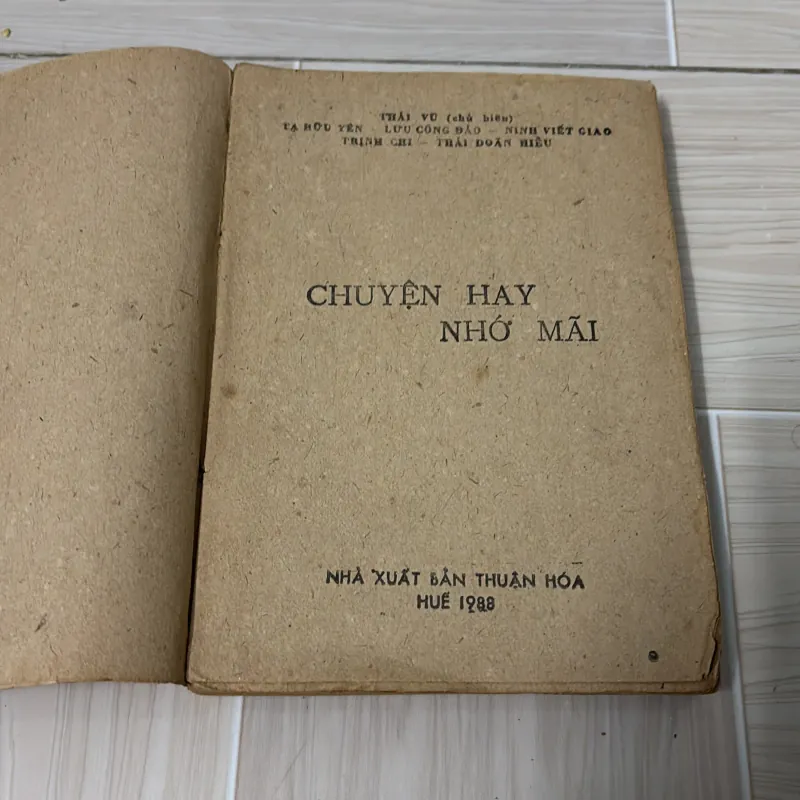 THÁI VŨ (chủ biên)
TẠ HỮU YÊN - LƯU CÔNG ĐẢO - NINH VIẾT GIAO
TRỊNH CHI - THÁI DOÃN HIỂU
CHUYỆN HAY
NHỚ MÃI
NHÀ XUẤT BẢN THUẬN HÓA
HUẾ 1988